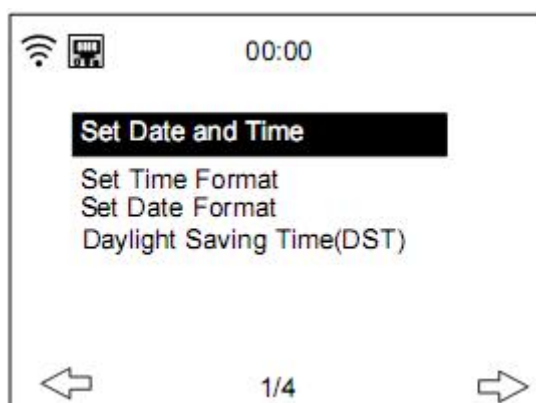 00:00
Set Date and Time
Set Time Format
Set Date Format
Daylight Saving Time(DST)
1/4